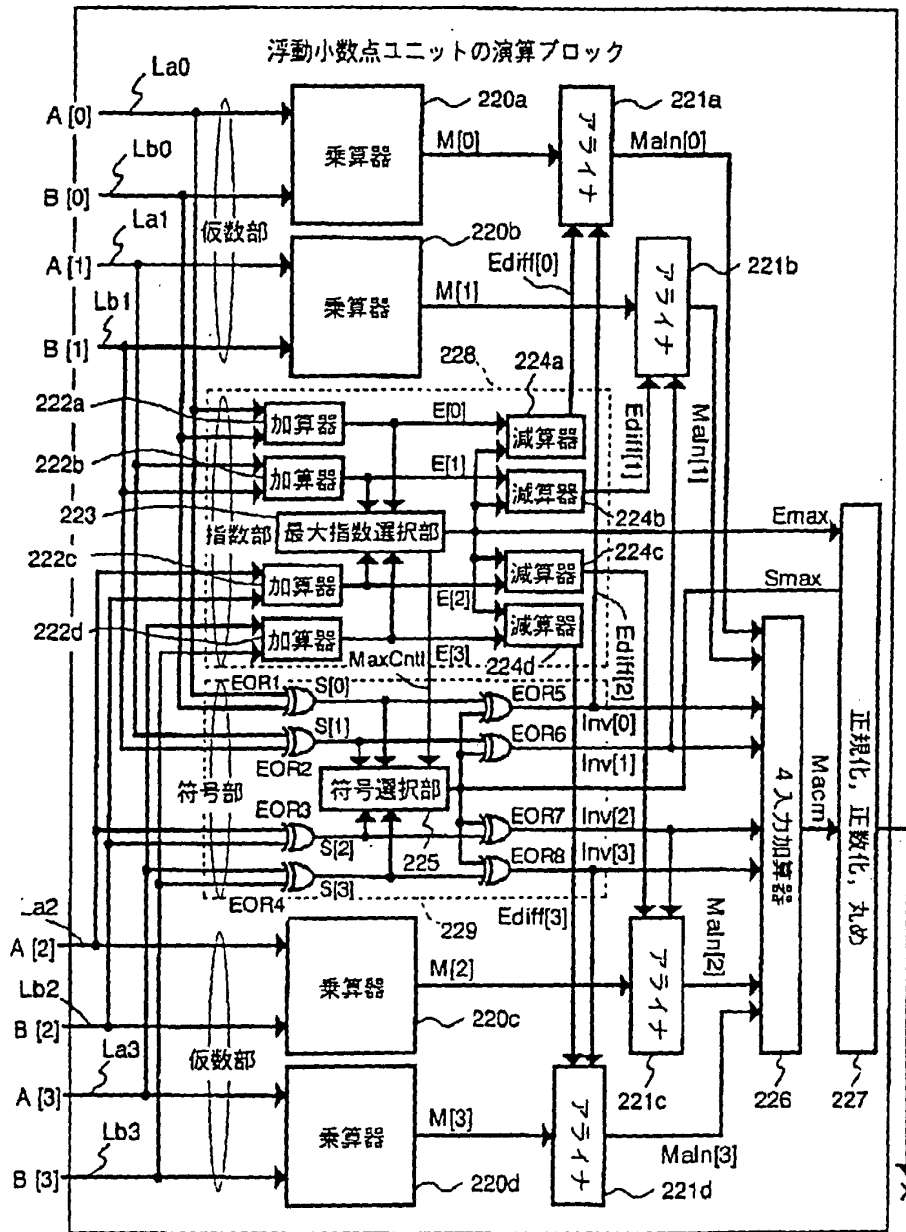 浮動小数点ユニットの演算ブロック
La0
A [0]
220a
221a
乗算器
M[0]
アライナ
Maln[0]
Lb0
B [0]
La1
仮数部
220b
Ediff[0]
221b
A [1]
乗算器
M[1]
アライナ
Lb1
B [1]
228
224a
222a
加算器
E[0]
減算器
Ediff[1]
Maln[1]
222b
加算器
E[1]
減算器
223
指数部
最大指数選択部
224b
Emax
222c
224c
加算器
E[2]
減算器
Smax
222d
加算器
E[3]
減算器
MaxCntl
224d
Ediff[2]
EOR1
S[0]
EOR5
Inv[0]
S[1]
EOR6
EOR2
Inv[1]
符号部
符号選択部
EOR3
EOR7
Inv[2]
S[2]
225
EOR8
Inv[3]
S[3]
EOR4
229
Ediff[3]
4入力加算器
Macm
正規化，正数化，丸め
La2
A [2]
乗算器
M[2]
アライナ
Maln[2]
Lb2
B [2]
220c
La3
仮数部
A [3]
221c
226
227
乗算器
M[3]
アライナ
Maln[3]
Lb3
B [3]
220d
221d
X